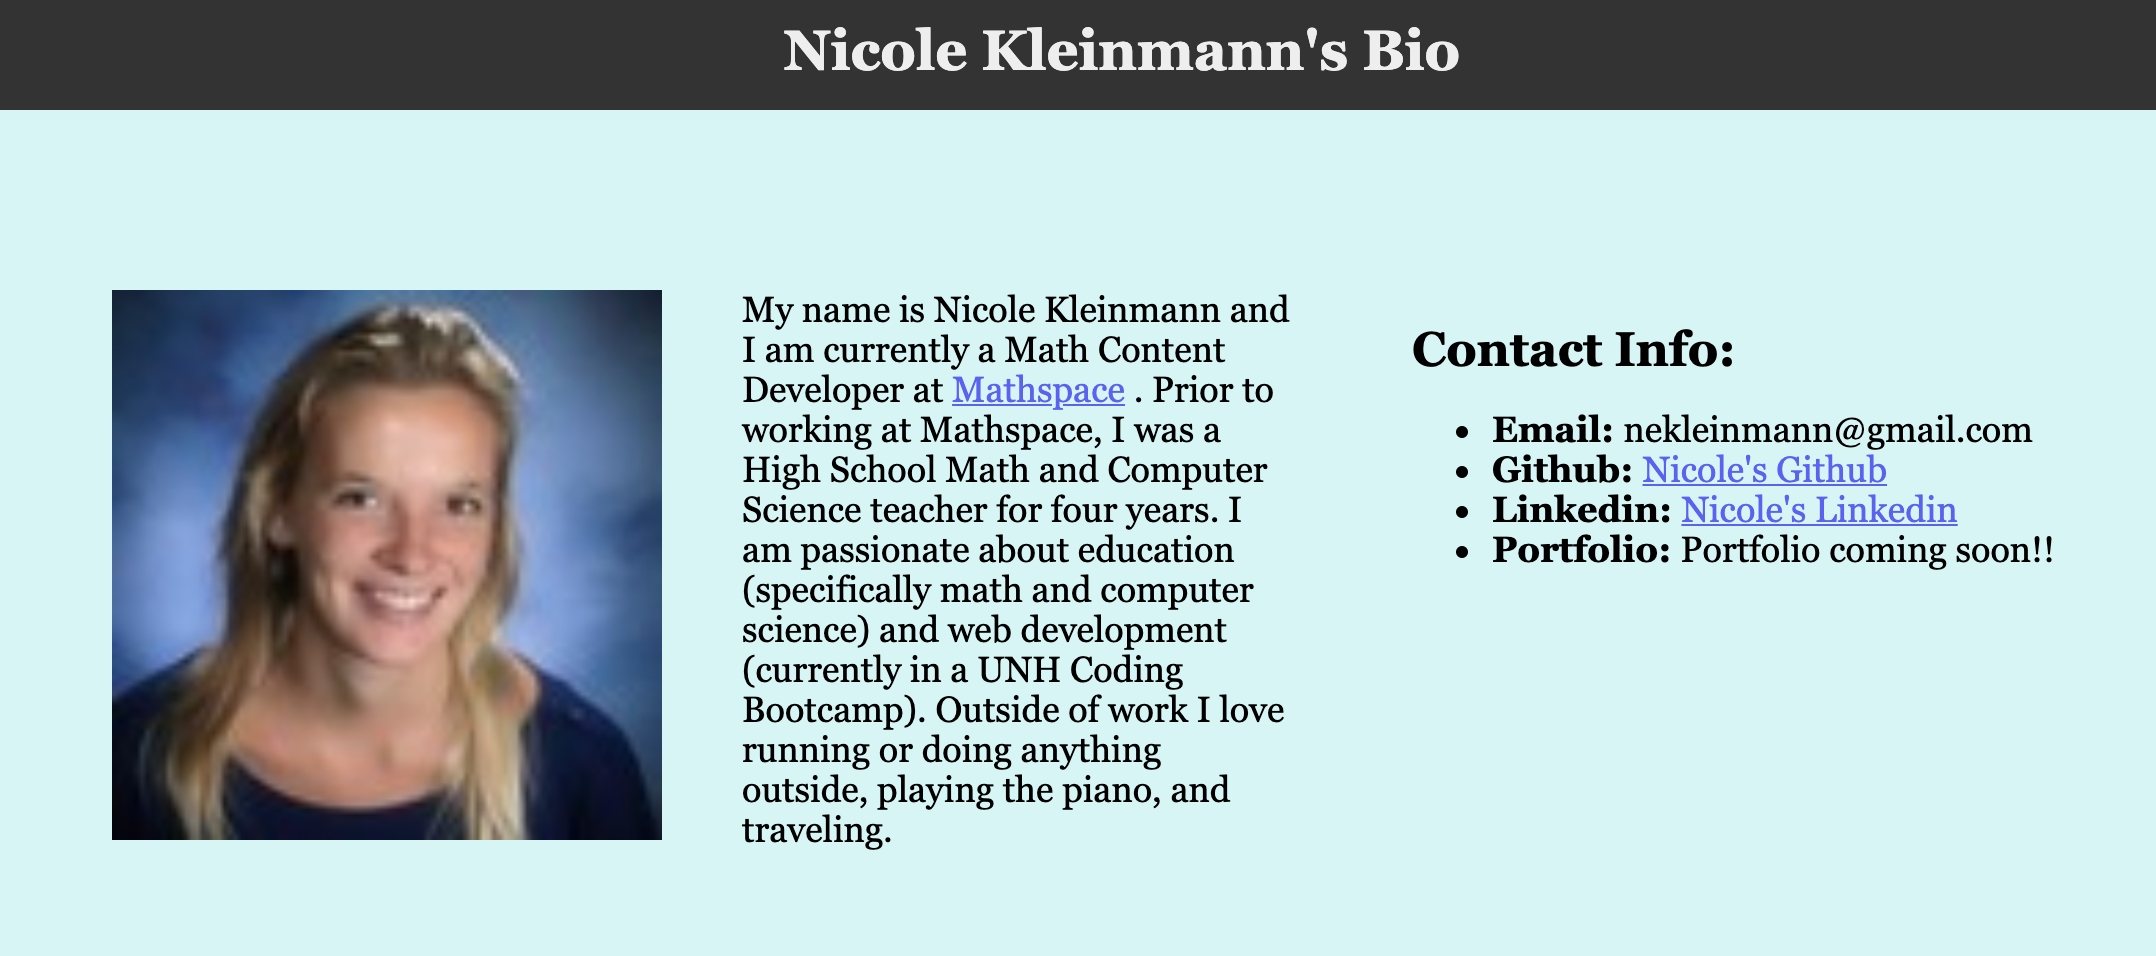 Nicole Kleinmann's Bio
My name is Nicole Kleinmann and
I am currently a Math Content
Developer at Mathspace . Prior to
working at Mathspace, I was a
High School Math and Computer
Science teacher for four years. I
am passionate about education
(specifically math and computer
science) and web development
(currently in a UNH Coding
Bootcamp). Outside of work I love
running or doing anything
outside, playing the piano, and
traveling.
Contact Info:
• Email: nekleinmann@gmail.com
• Github: Nicole's Github
• Linkedin: Nicole's Linkedin
• Portfolio: Portfolio coming soon!!